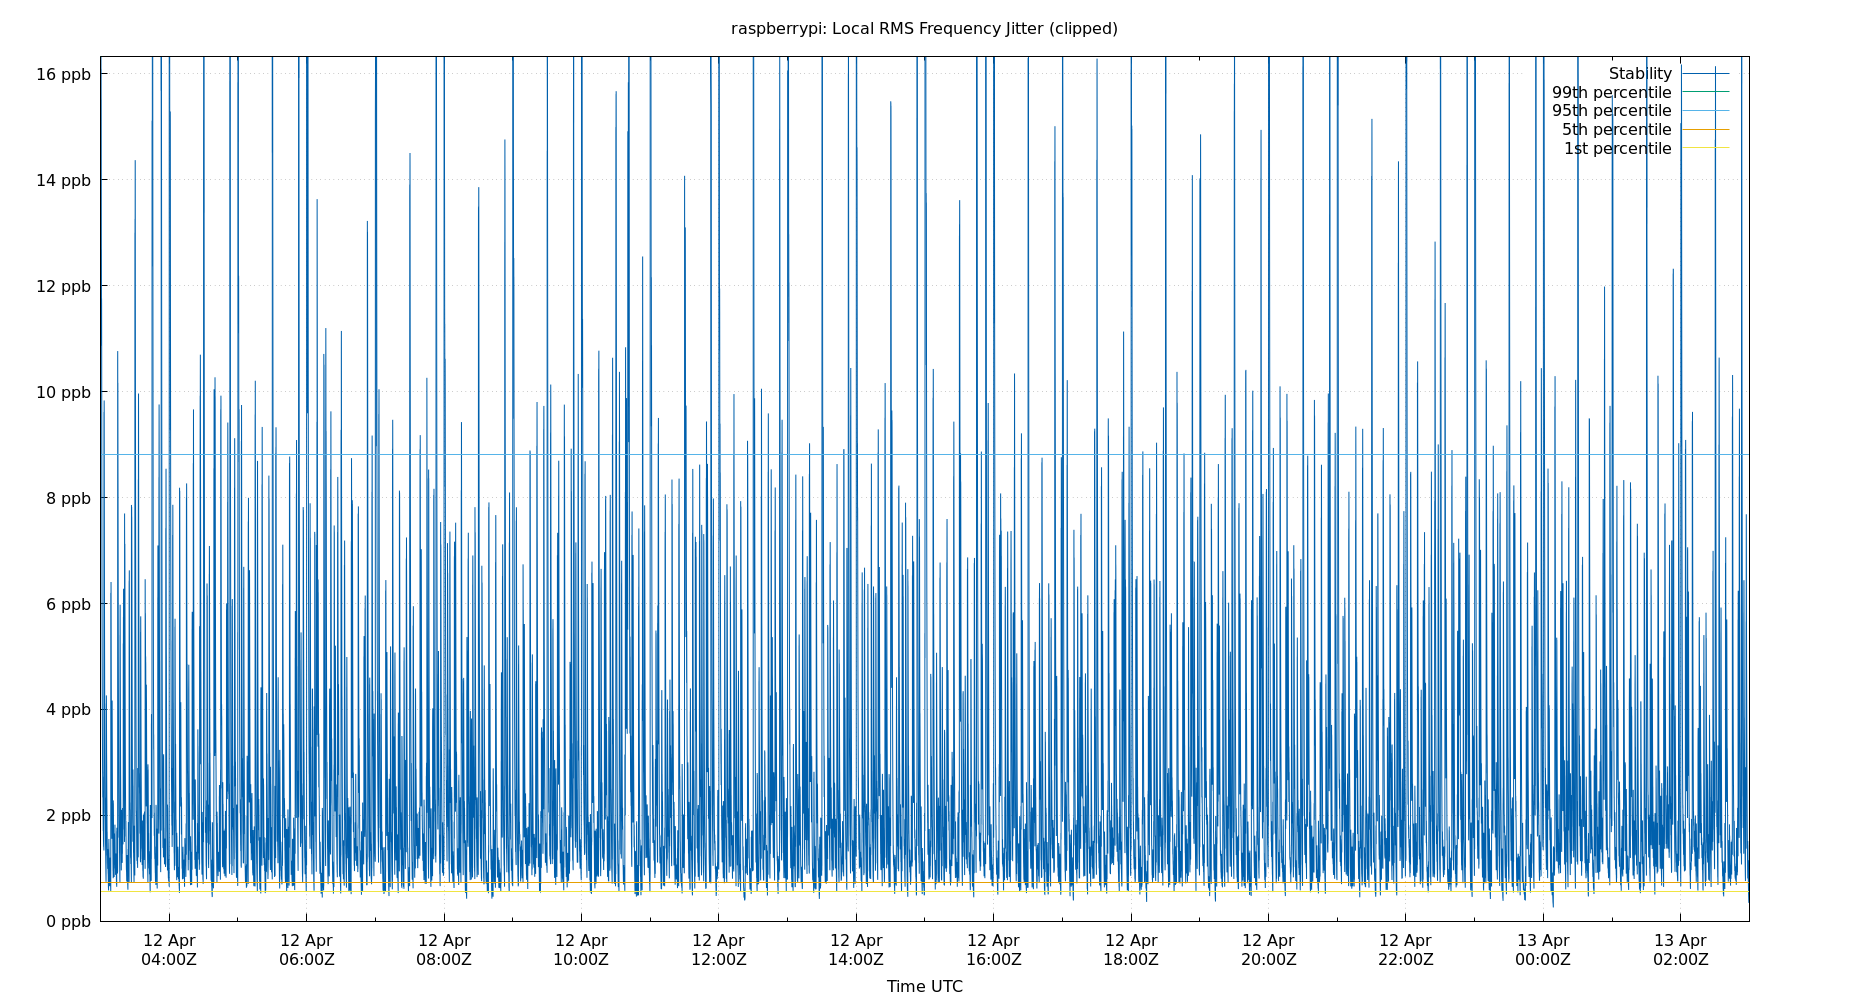 raspberrypi: Local RMS Frequency Jitter (clipped)
16 ppb
14 ppb
12 ppb
10 ppb
8 ppb
6 ppb
4 ppb
2 ppb
0 ppb
Stability
99th percentile
95th percentile
5th percentile
1st percentile
12 Apr 12 Apr 12 Apr 12 Apr 12 Apr 12 Apr 12 Apr 12 Apr 12 Apr 12 Apr 13 Apr 13 Apr
04:00Z 06:00Z 08:00Z 10:00Z 12:00Z 14:00Z 16:00Z 18:00Z 20:00Z 22:00Z 00:00Z 02:00Z
Time UTC